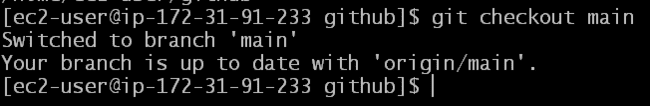 [ec2-user@ip-172-31-91-233 github]$ git checkout main
Switched to branch 'main'
Your branch is up to date with 'origin/main'.
[ec2-user@ip-172-31-91-233 github]$